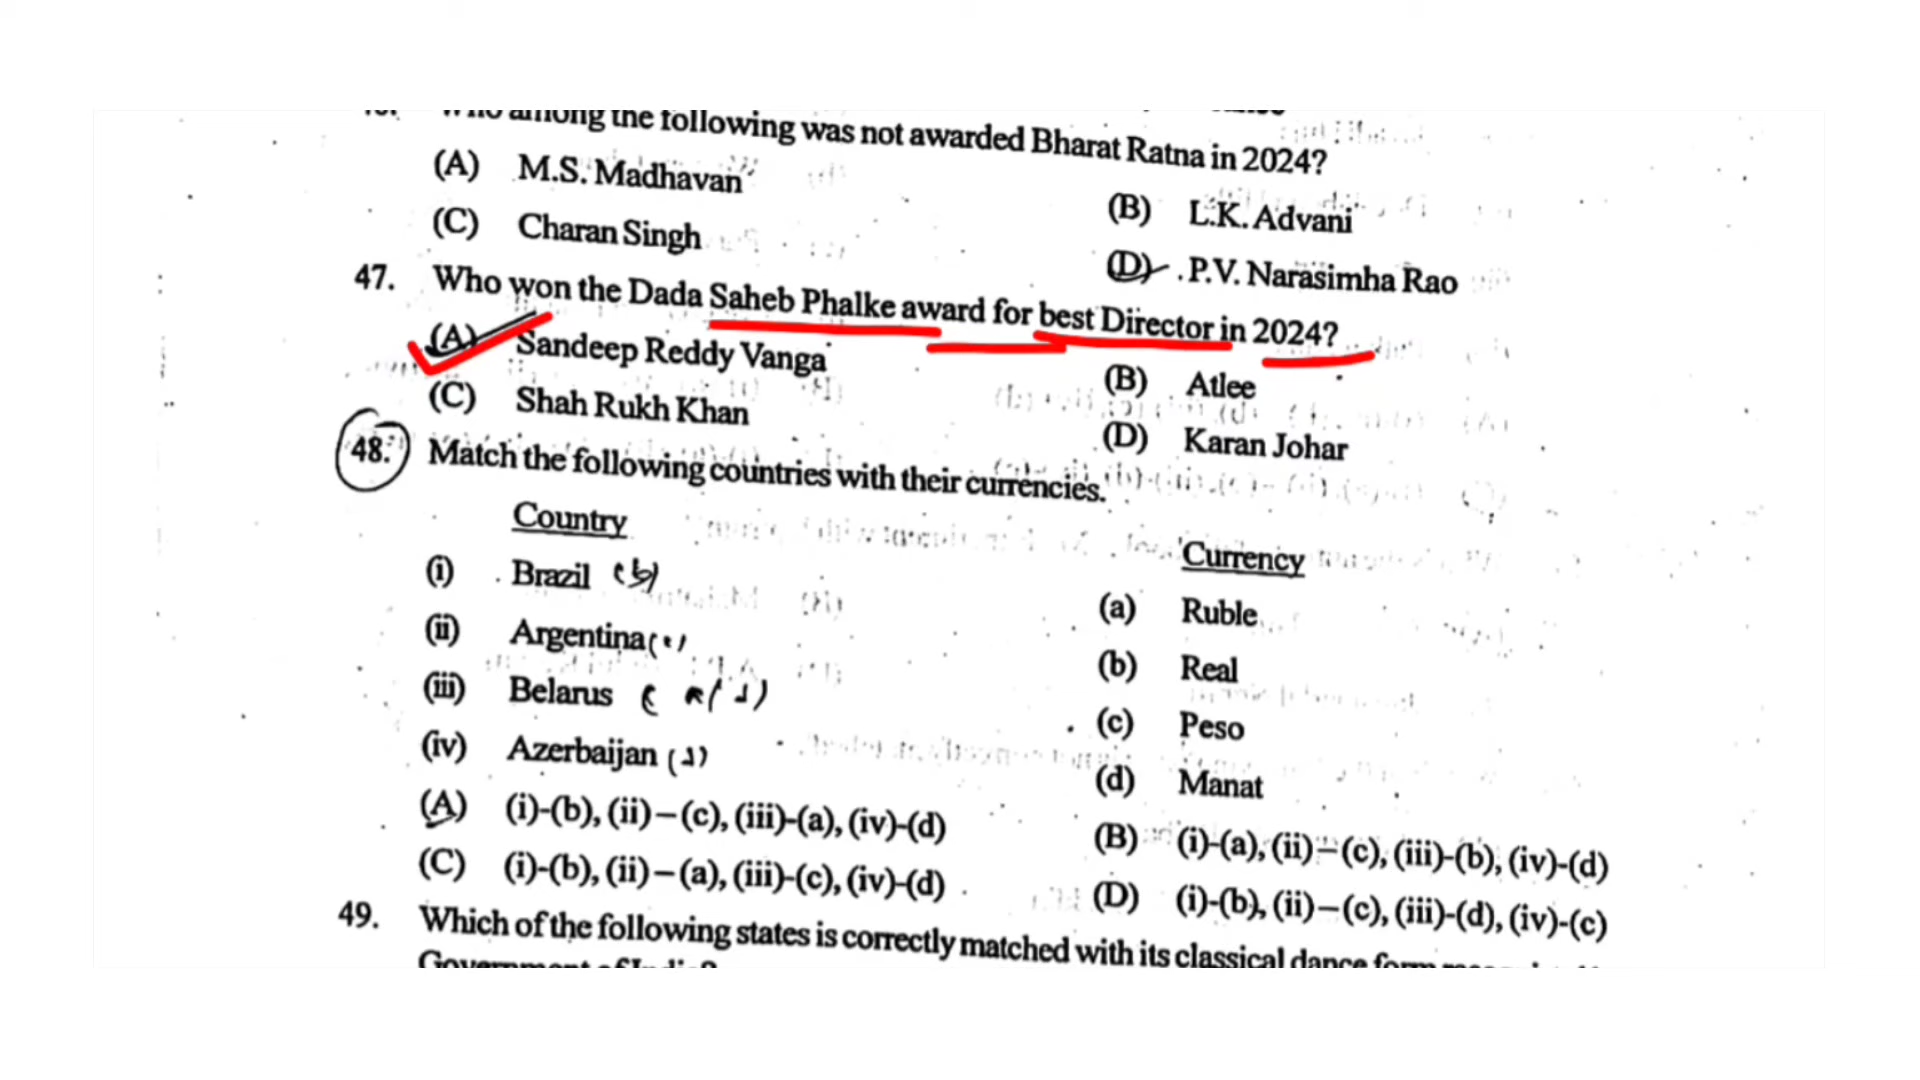 among the following was not awarded Bharat Ratna in 2024?
(A) M.S. Madhavan
(B) L.K. Advani
(C) Charan Singh
(D) P.V. Narasimha Rao
47. Who won the Dada Saheb Phalke award for best Director in 2024?
(A) Sandeep Reddy Vanga
(B) Atlee
(C) Shah Rukh Khan
(D) Karan Johar
48. Match the following countries with their currencies.
Country Currency
(i) Brazil (b)
(a) Ruble
(ii) Argentina
(b) Real
(iii) Belarus
(c) Peso
(iv) Azerbaijan
(d) Manat
(A) (i)-(b), (ii)–(c), (iii)-(a), (iv)-(d)
(B) (i)-(a), (ii)–(c), (iii)-(b), (iv)-(d)
(C) (i)-(b), (ii)–(a), (iii)-(c), (iv)-(d)
(D) (i)-(b), (ii)–(c), (iii)-(d), (iv)-(c)
49. Which of the following states is correctly matched with its classical dance form